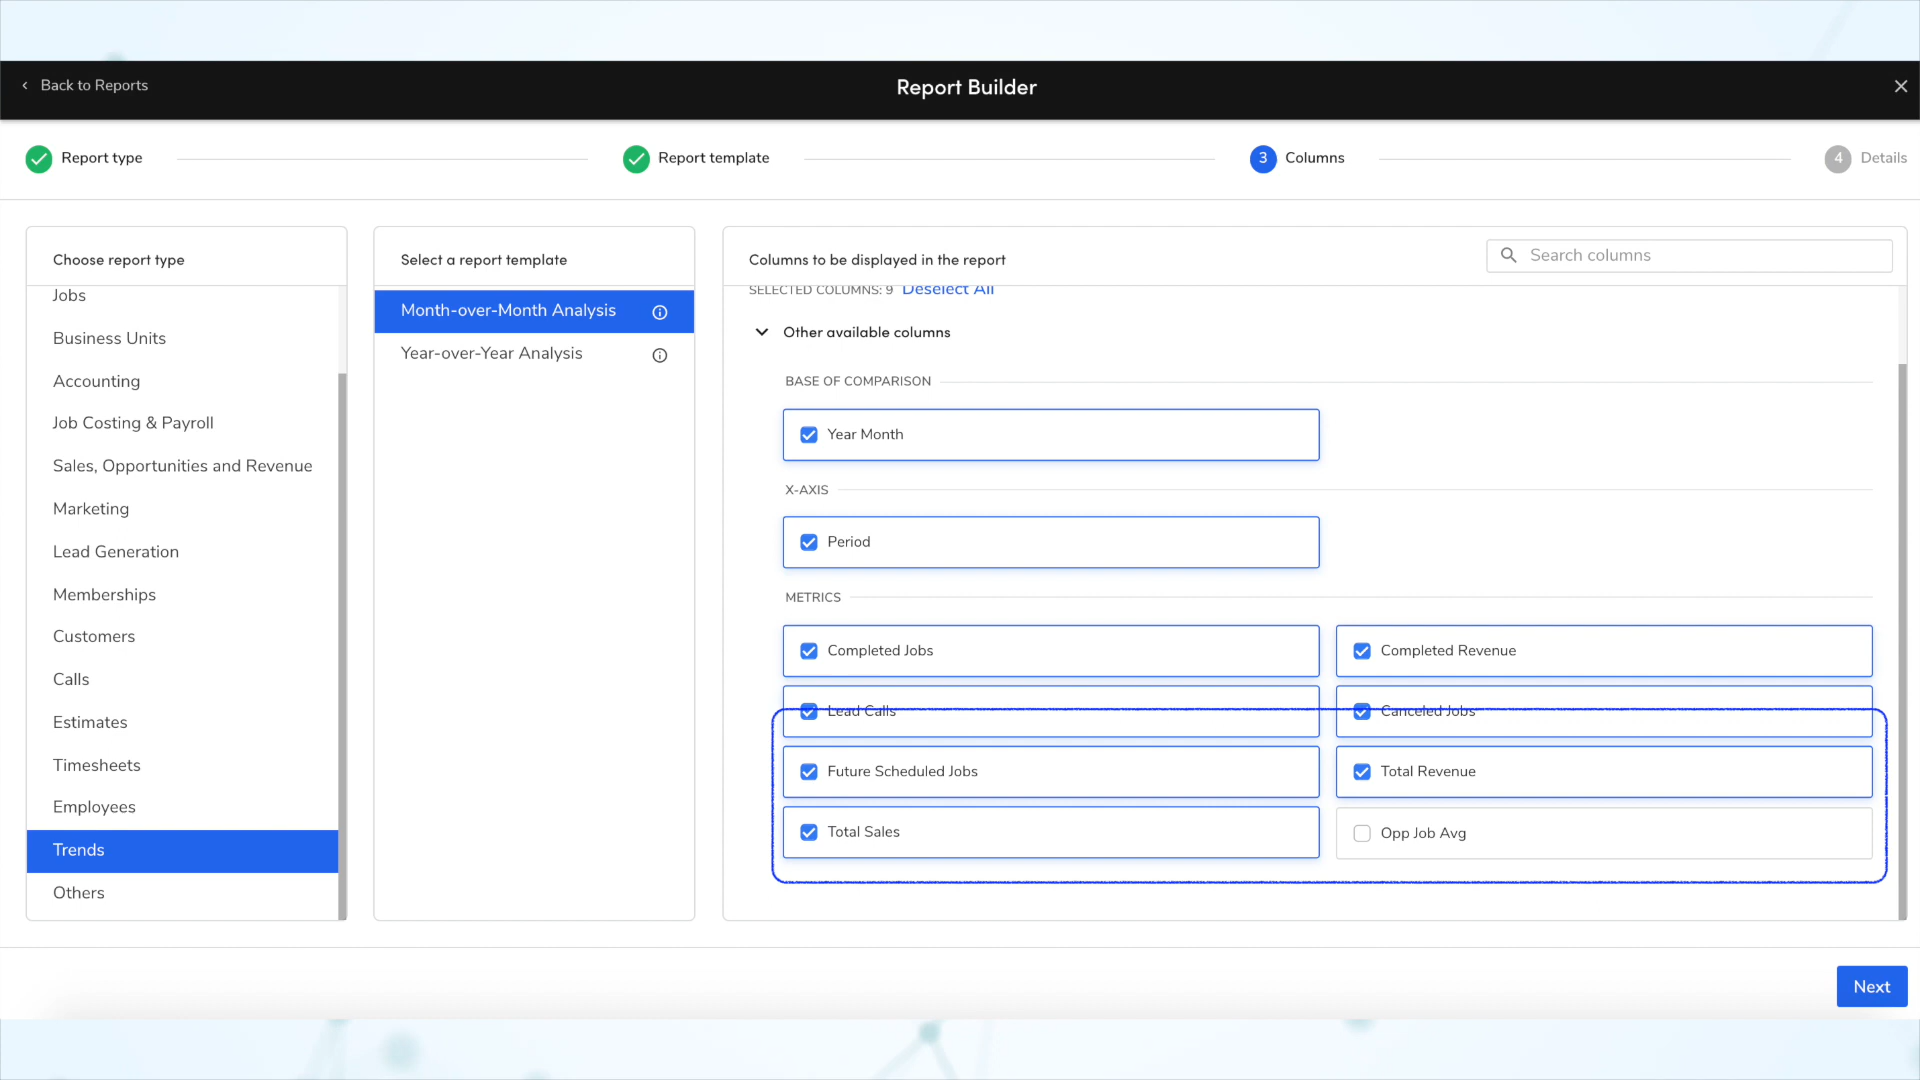 Back to Reports
Report Builder
Report type
Report template
3 Columns
4 Details
Choose report type
Jobs
Business Units
Accounting
Job Costing & Payroll
Sales, Opportunities and Revenue
Marketing
Lead Generation
Memberships
Customers
Calls
Estimates
Timesheets
Employees
Trends
Others
Select a report template
Month-over-Month Analysis
Year-over-Year Analysis
Columns to be displayed in the report
Search columns
SELECTED COLUMNS: 9 Deselect All
Other available columns
BASE OF COMPARISON
Year Month
X-AXIS
Period
METRICS
Completed Jobs
Completed Revenue
Lead Calls
Canceled Jobs
Future Scheduled Jobs
Total Revenue
Total Sales
Opp Job Avg
Next